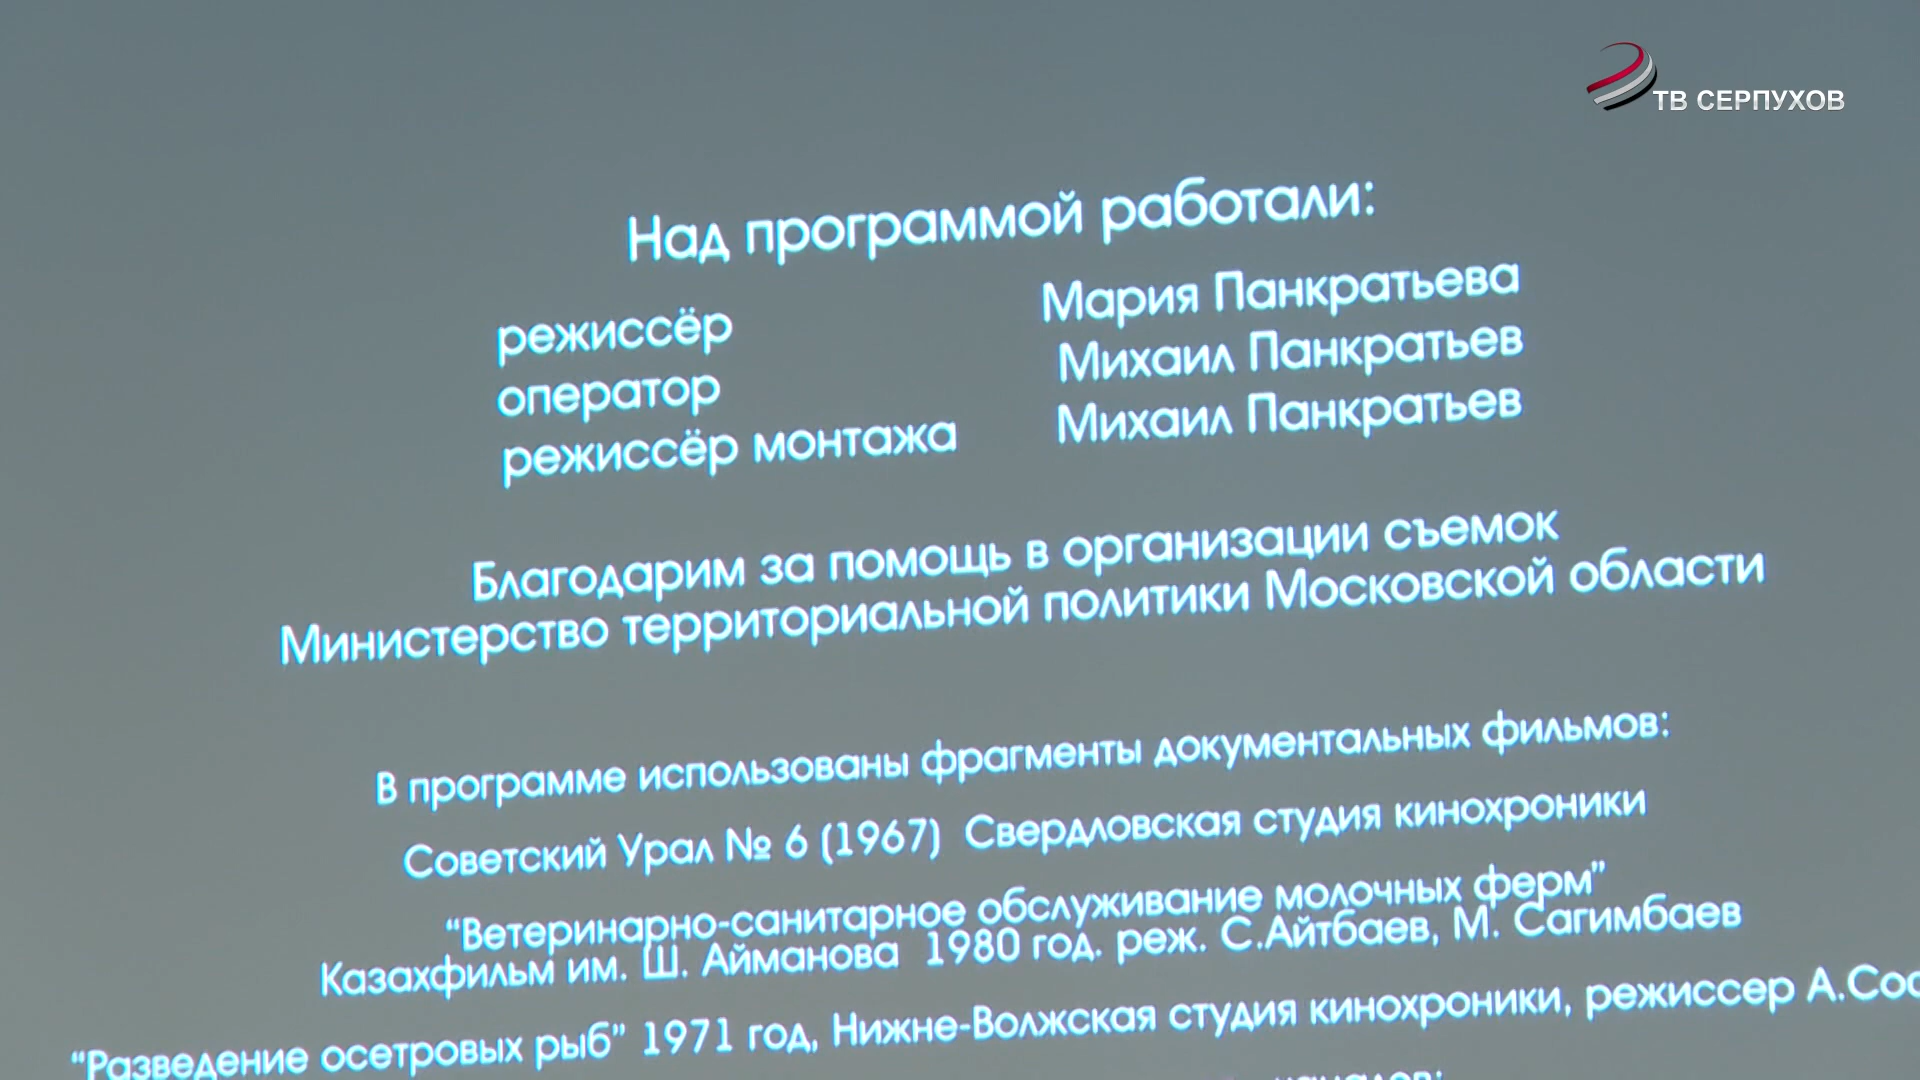 ТВ СЕРПУХОВ
Над программой работали:
режиссёр Мария Панкратьева
оператор Михаил Панкратьев
режиссёр монтажа Михаил Панкратьев
Благодарим за помощь в организации съемок
Министерство территориальной политики Московской области
В программе использованы фрагменты документальных фильмов:
Советский Урал № 6 (1967) Свердловская студия кинохроники
“Ветеринарно-санитарное обслуживание молочных ферм”
Казахфильм им. Ш. Айманова 1980 год. реж. С.Айтбаев, М. Сагимбаев
“Разведение осетровых рыб” 1971 год, Нижне-Волжская студия кинохроники, режиссер